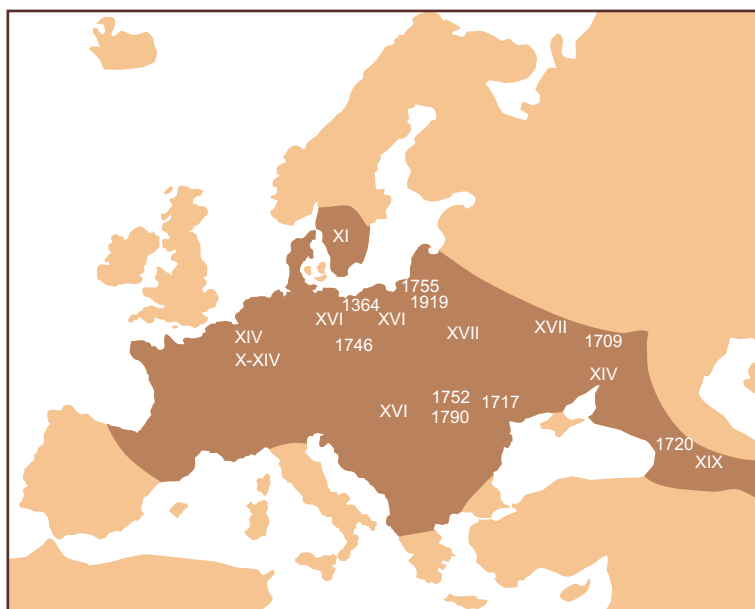 XI
1755
1364
1919
XVI
XVI
XVII
XVII
XIV
1709
X-XIV
1746
XIV
1752
1717
XVI
1790
1720
XIX